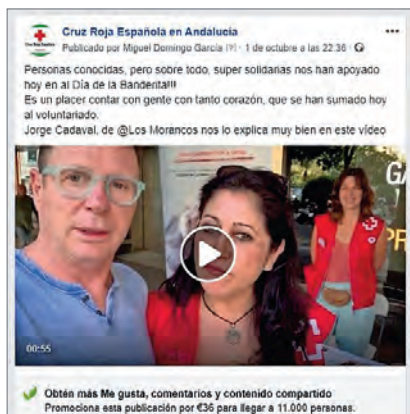 Cruz Roja Española en Andalucía
Publicado por Miguel Domingo García [?] · 1 de octubre a las 22:36 ·
Personas conocidas, pero sobre todo, super solidarias nos han apoyado
hoy en al Día de la Banderita!!!
Es un placer contar con gente con tanto corazón, que se han sumado hoy
al voluntariado.
Jorge Cadaval, de @Los Morancos nos lo explica muy bien en este vídeo
00:55
Obtén más Me gusta, comentarios y contenido compartido
Promociona esta publicación por €36 para llegar a 11.000 personas.